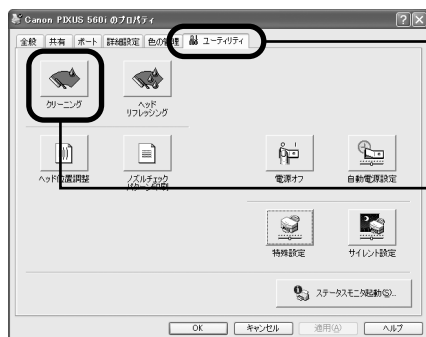 Canon PIXUS 560i のプロパティ
全般 共有 ポート 詳細設定 色の管理 ユーティリティ
クリーニング
ヘッド
リフレッシング
ヘッド位置調整
ノズルチェック
パターン印刷
電源オフ
自動電源設定
特殊設定
サイレント設定
ステータスモニタ起動(S)...
OK キャンセル 適用(A) ヘルプ